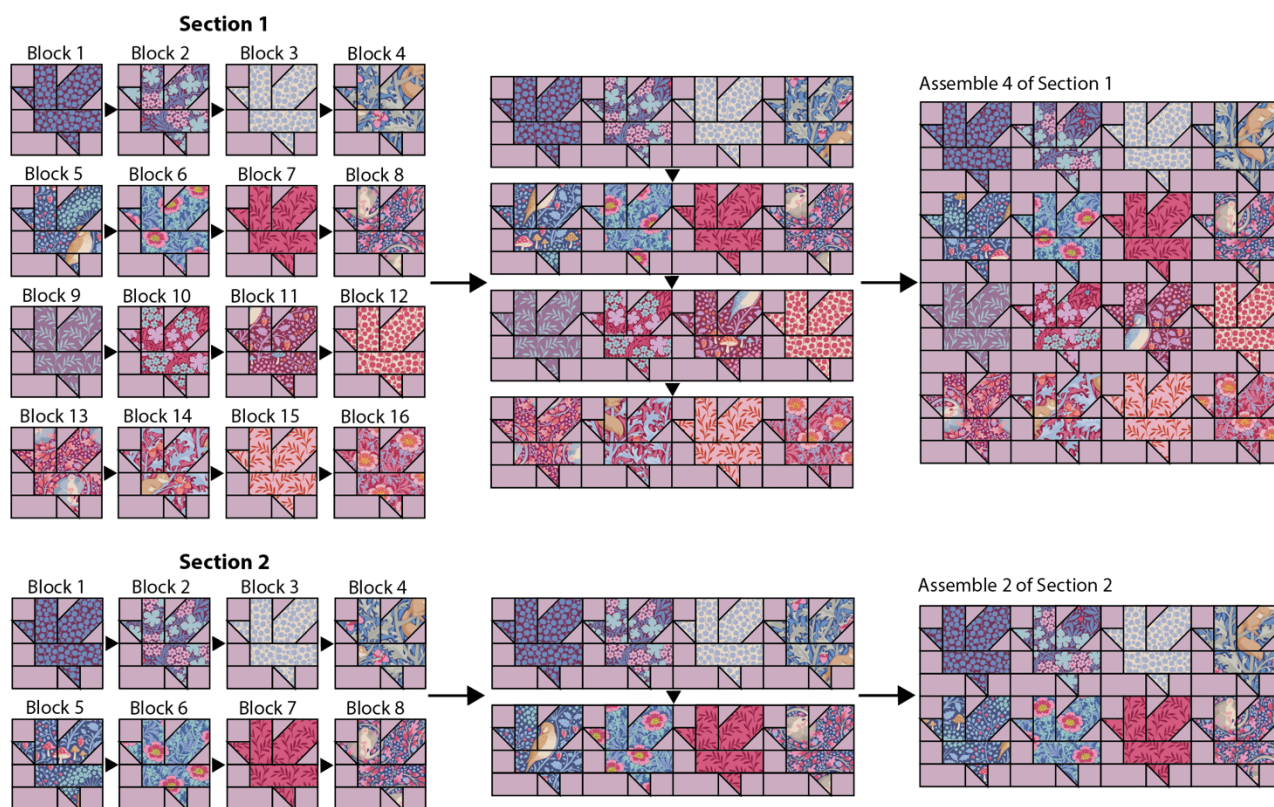 Section 1
Block 1 Block 2 Block 3 Block 4
Assemble 4 of Section 1
Block 5 Block 6 Block 7 Block 8
Block 9 Block 10 Block 11 Block 12
Block 13 Block 14 Block 15 Block 16
Section 2
Block 1 Block 2 Block 3 Block 4
Assemble 2 of Section 2
Block 5 Block 6 Block 7 Block 8